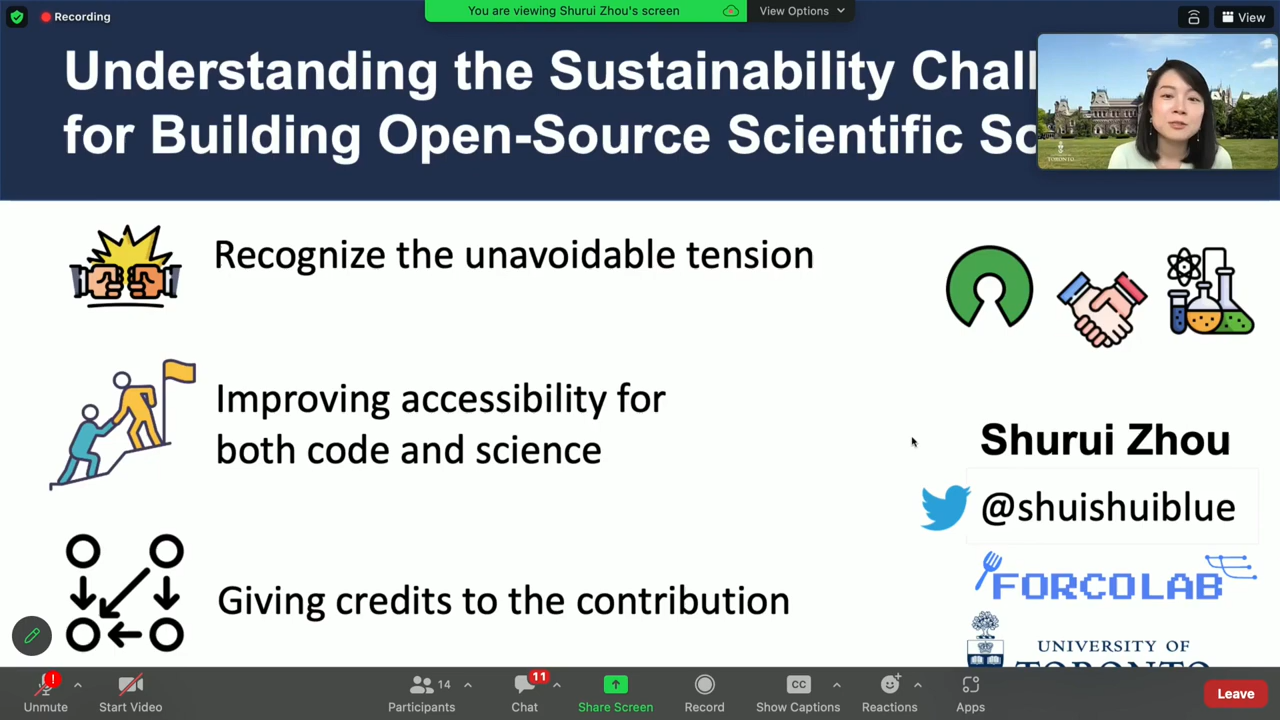 Recording
You are viewing Shurui Zhou's screen
View Options
View
Understanding the Sustainability Chall
for Building Open-Source Scientific So
TORONTO
Recognize the unavoidable tension
Improving accessibility for
both code and science
Giving credits to the contribution
Shurui Zhou
@shuishuiblue
FORCOLAB
UNIVERSITY OF
TORONTO
Unmute
Start Video
14
Participants
11
Chat
Share Screen
Record
CC
Show Captions
Reactions
Apps
Leave